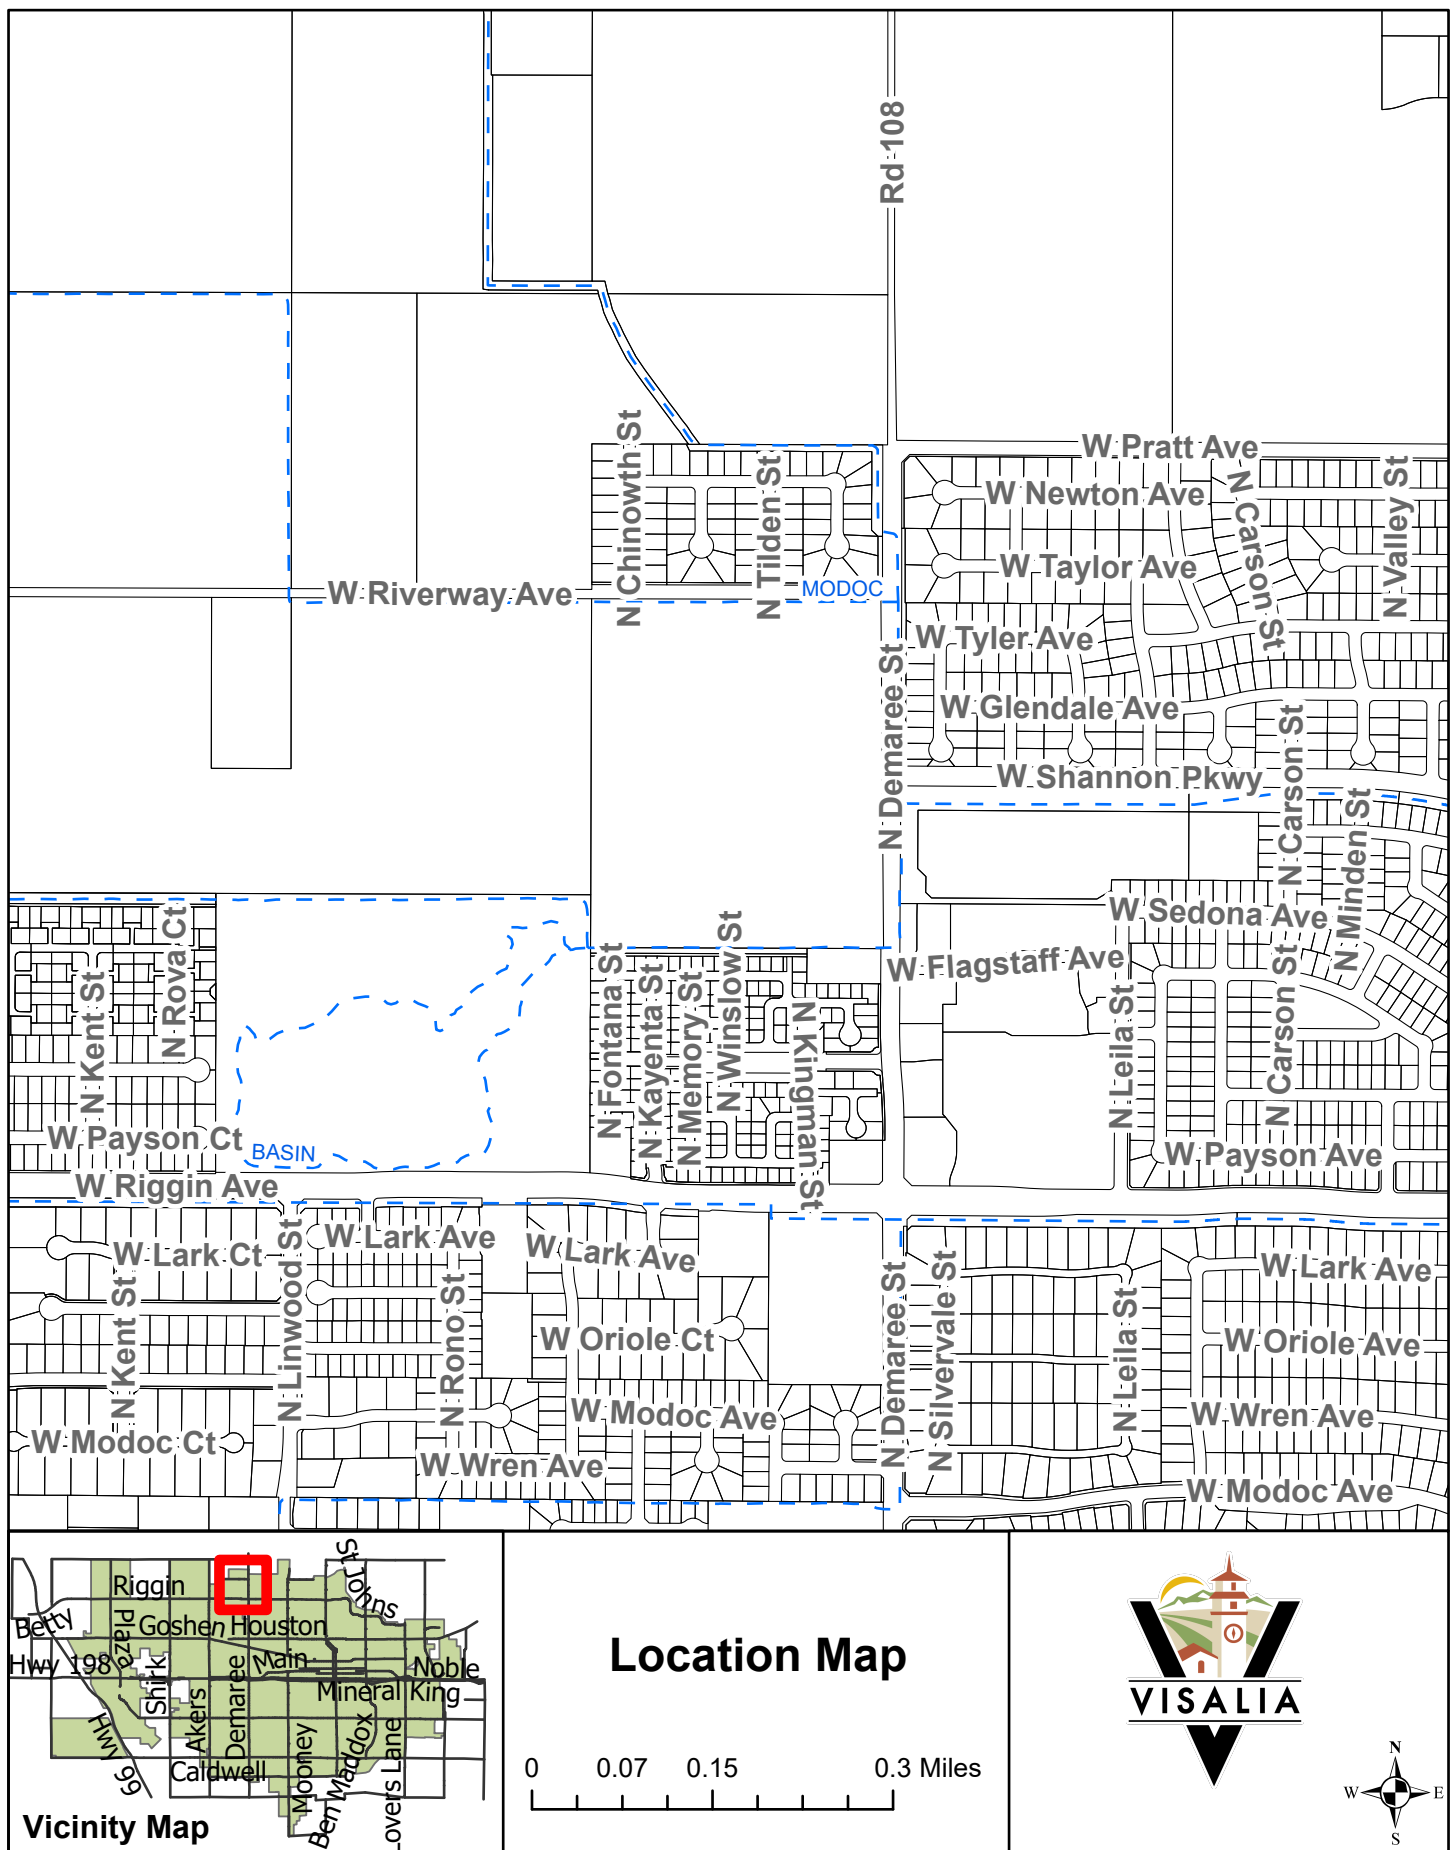 Rd 108
W Pratt Ave
N Chinowth St
N Tilden St
W Newton Ave
N Carson St
N Valley St
W Taylor Ave
W Riverway Ave
MODOC
W Tyler Ave
N Demaree St
W Glendale Ave
W Shannon Pkwy
N Carson St
N Minden St
W Sedona Ave
N Rova Ct
N Kent St
W Flagstaff Ave
N Fontana St
N Kayenta St
N Memory St
N Winslow St
N Kingman St
N Leila St
N Carson St
W Payson Ct
BASIN
W Payson Ave
W Riggin Ave
W Lark Ct
N Linwood St
W Lark Ave
W Lark Ave
W Lark Ave
N Kent St
N Rono St
W Oriole Ct
N Demaree St
N Silvervale St
N Leila St
W Oriole Ave
W Modoc Ave
W Wren Ave
W Modoc Ct
W Wren Ave
W Modoc Ave
Riggin
St Johns
Betty
Plaza
Goshen
Houston
Hwy 198
Shirk
Main
Noble
Akers
Demaree
Mineral King
Hwy 99
Caldwell
Mooney
Ben Maddox
Lovers Lane
Vicinity Map
Location Map
0 0.07 0.15 0.3 Miles
VISALIA
N
W E
S